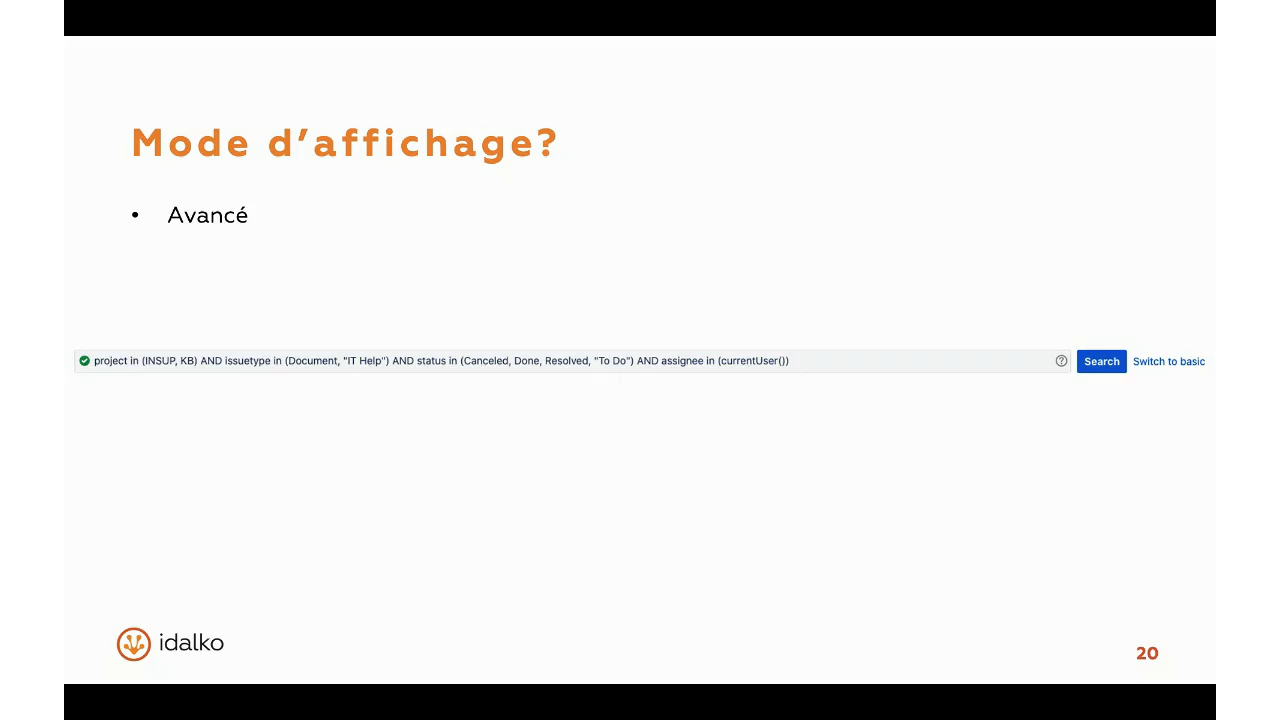 Mode d’affichage?
• Avancé
project in (INSUP, KB) AND issuetype in (Document, "IT Help") AND status in (Canceled, Done, Resolved, "To Do") AND assignee in (currentUser()) ? Search Switch to basic
idalko
20